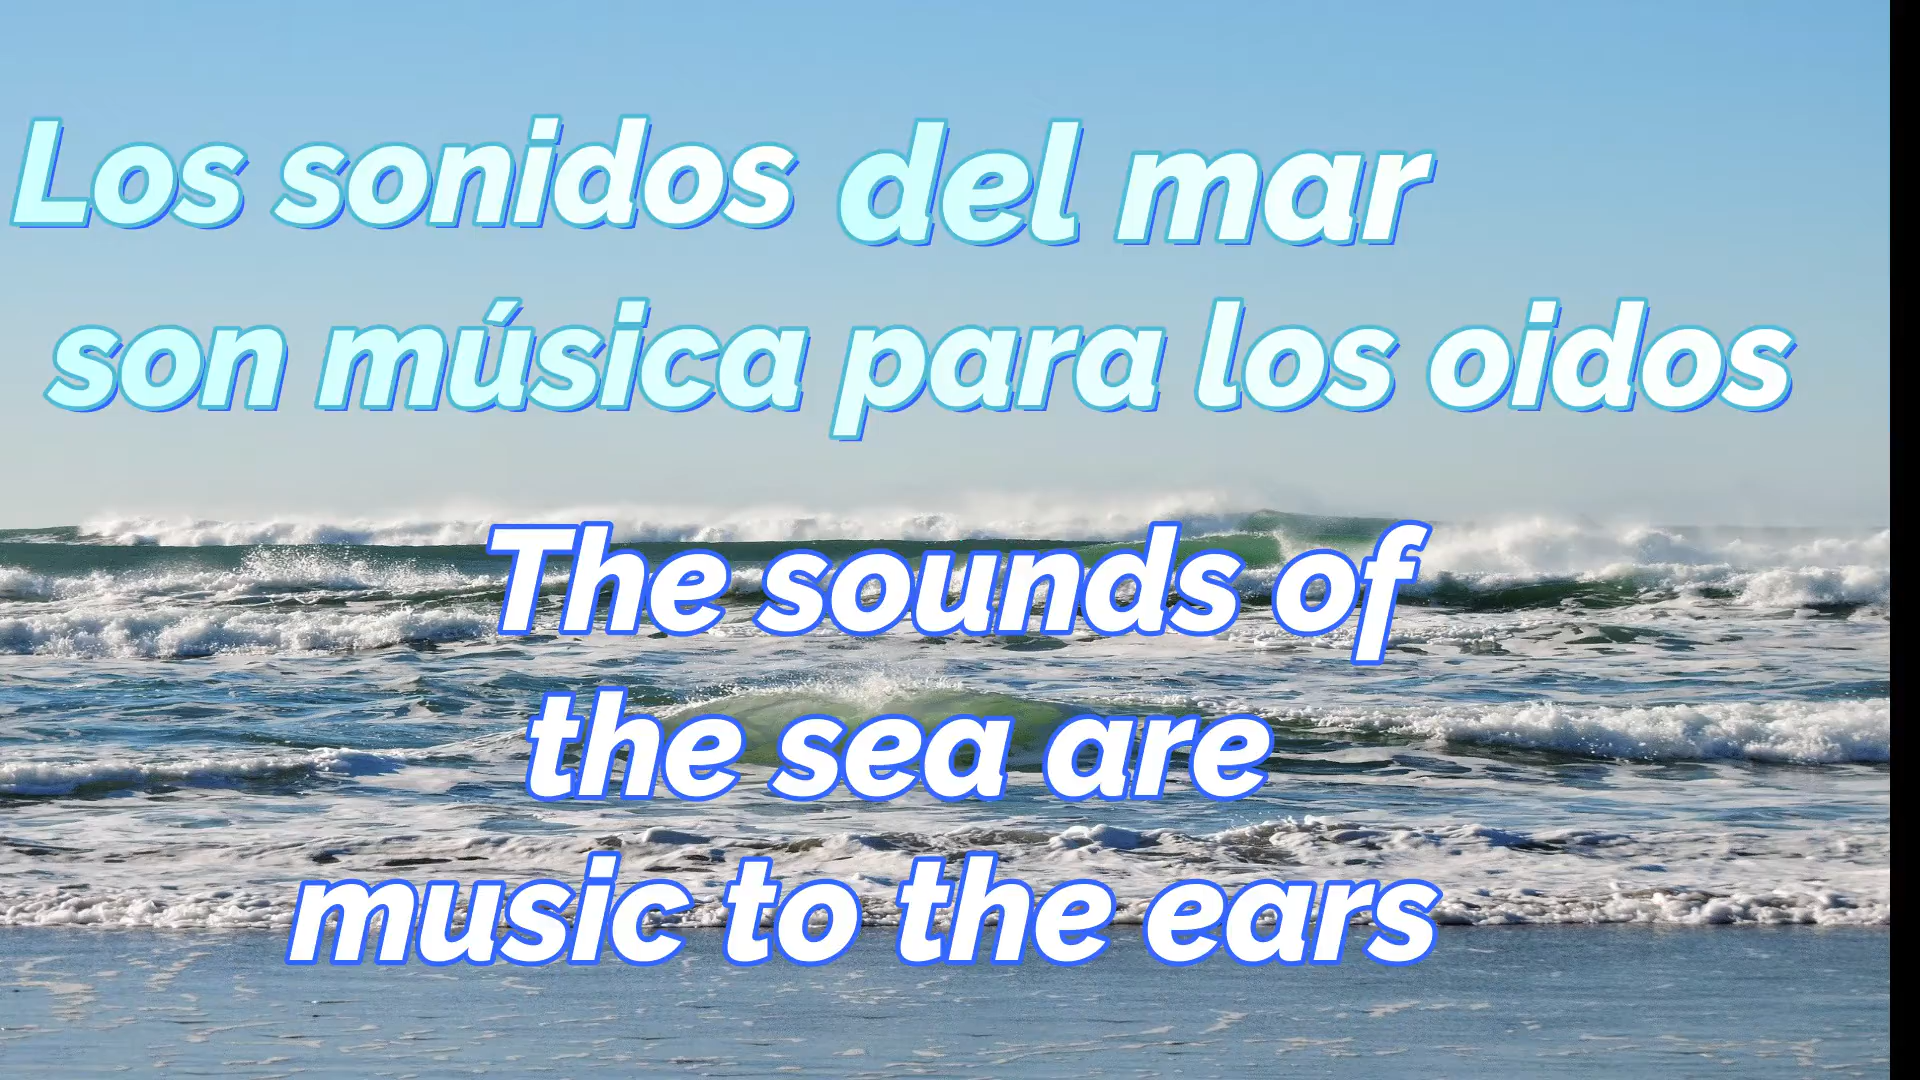 Los sonidos del mar
son música para los oidos
The sounds of
the sea are
music to the ears